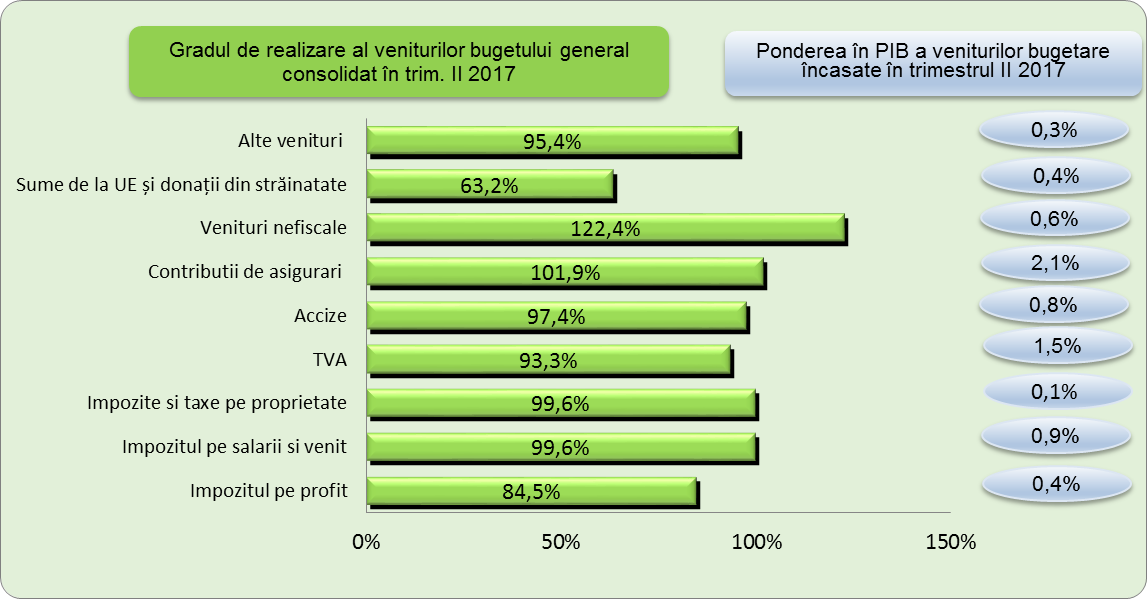 Gradul de realizare al veniturilor bugetului general
consolidat în trim. II 2017
Ponderea în PIB a veniturilor bugetare
încasate în trimestrul II 2017
Alte venituri 95,4% 0,3%
Sume de la UE și donații din străinatate 63,2% 0,4%
Venituri nefiscale 122,4% 0,6%
Contributii de asigurari 101,9% 2,1%
Accize 97,4% 0,8%
TVA 93,3% 1,5%
Impozite si taxe pe proprietate 99,6% 0,1%
Impozitul pe salarii si venit 99,6% 0,9%
Impozitul pe profit 84,5% 0,4%
0% 50% 100% 150%